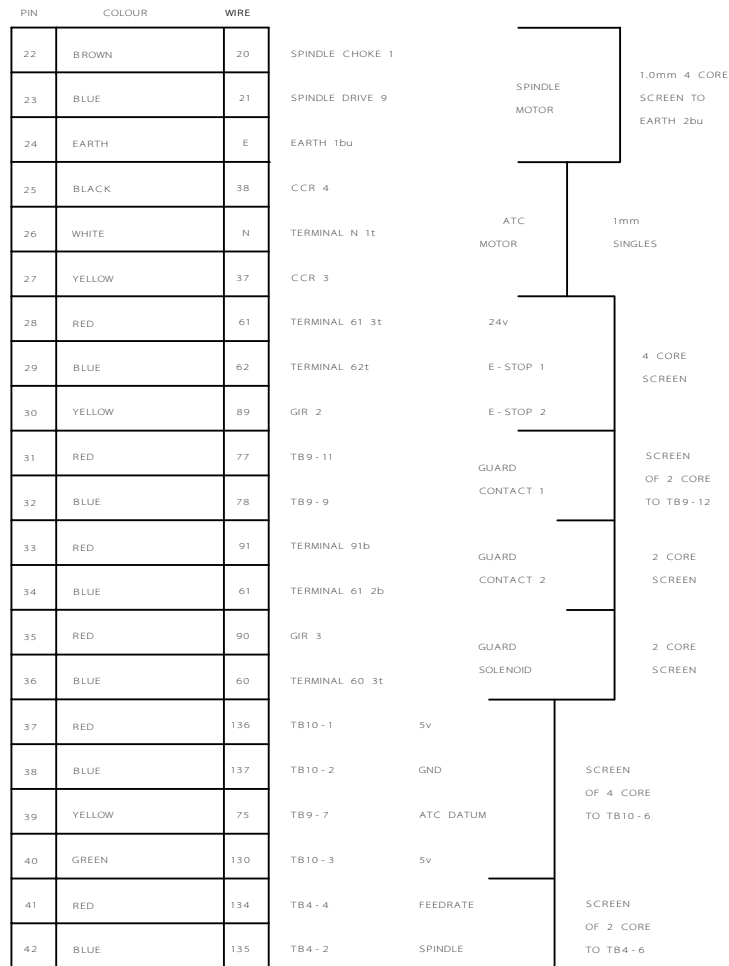 PIN COLOUR WIRE
22 BROWN 20 SPINDLE CHOKE 1
23 BLUE 21 SPINDLE DRIVE 9
24 EARTH E EARTH 1bu
SPINDLE
MOTOR
1.0mm 4 CORE
SCREEN TO
EARTH 2bu
25 BLACK 38 CCR 4
26 WHITE N TERMINAL N 1t
27 YELLOW 37 CCR 3
ATC
MOTOR
1mm
SINGLES
28 RED 61 TERMINAL 61 3t 24v
29 BLUE 62 TERMINAL 62t E-STOP 1
30 YELLOW 89 GIR 2 E-STOP 2
4 CORE
SCREEN
31 RED 77 TB9-11
32 BLUE 78 TB9-9
GUARD
CONTACT 1
SCREEN
OF 2 CORE
TO TB9-12
33 RED 91 TERMINAL 91b
34 BLUE 61 TERMINAL 61 2b
GUARD
CONTACT 2
2 CORE
SCREEN
35 RED 90 GIR 3
36 BLUE 60 TERMINAL 60 3t
GUARD
SOLENOID
2 CORE
SCREEN
37 RED 136 TB10-1 5v
38 BLUE 137 TB10-2 GND
39 YELLOW 75 TB9-7 ATC DATUM
40 GREEN 130 TB10-3 5v
SCREEN
OF 4 CORE
TO TB10-6
41 RED 134 TB4-4 FEEDRATE
42 BLUE 135 TB4-2 SPINDLE
SCREEN
OF 2 CORE
TO TB4-6